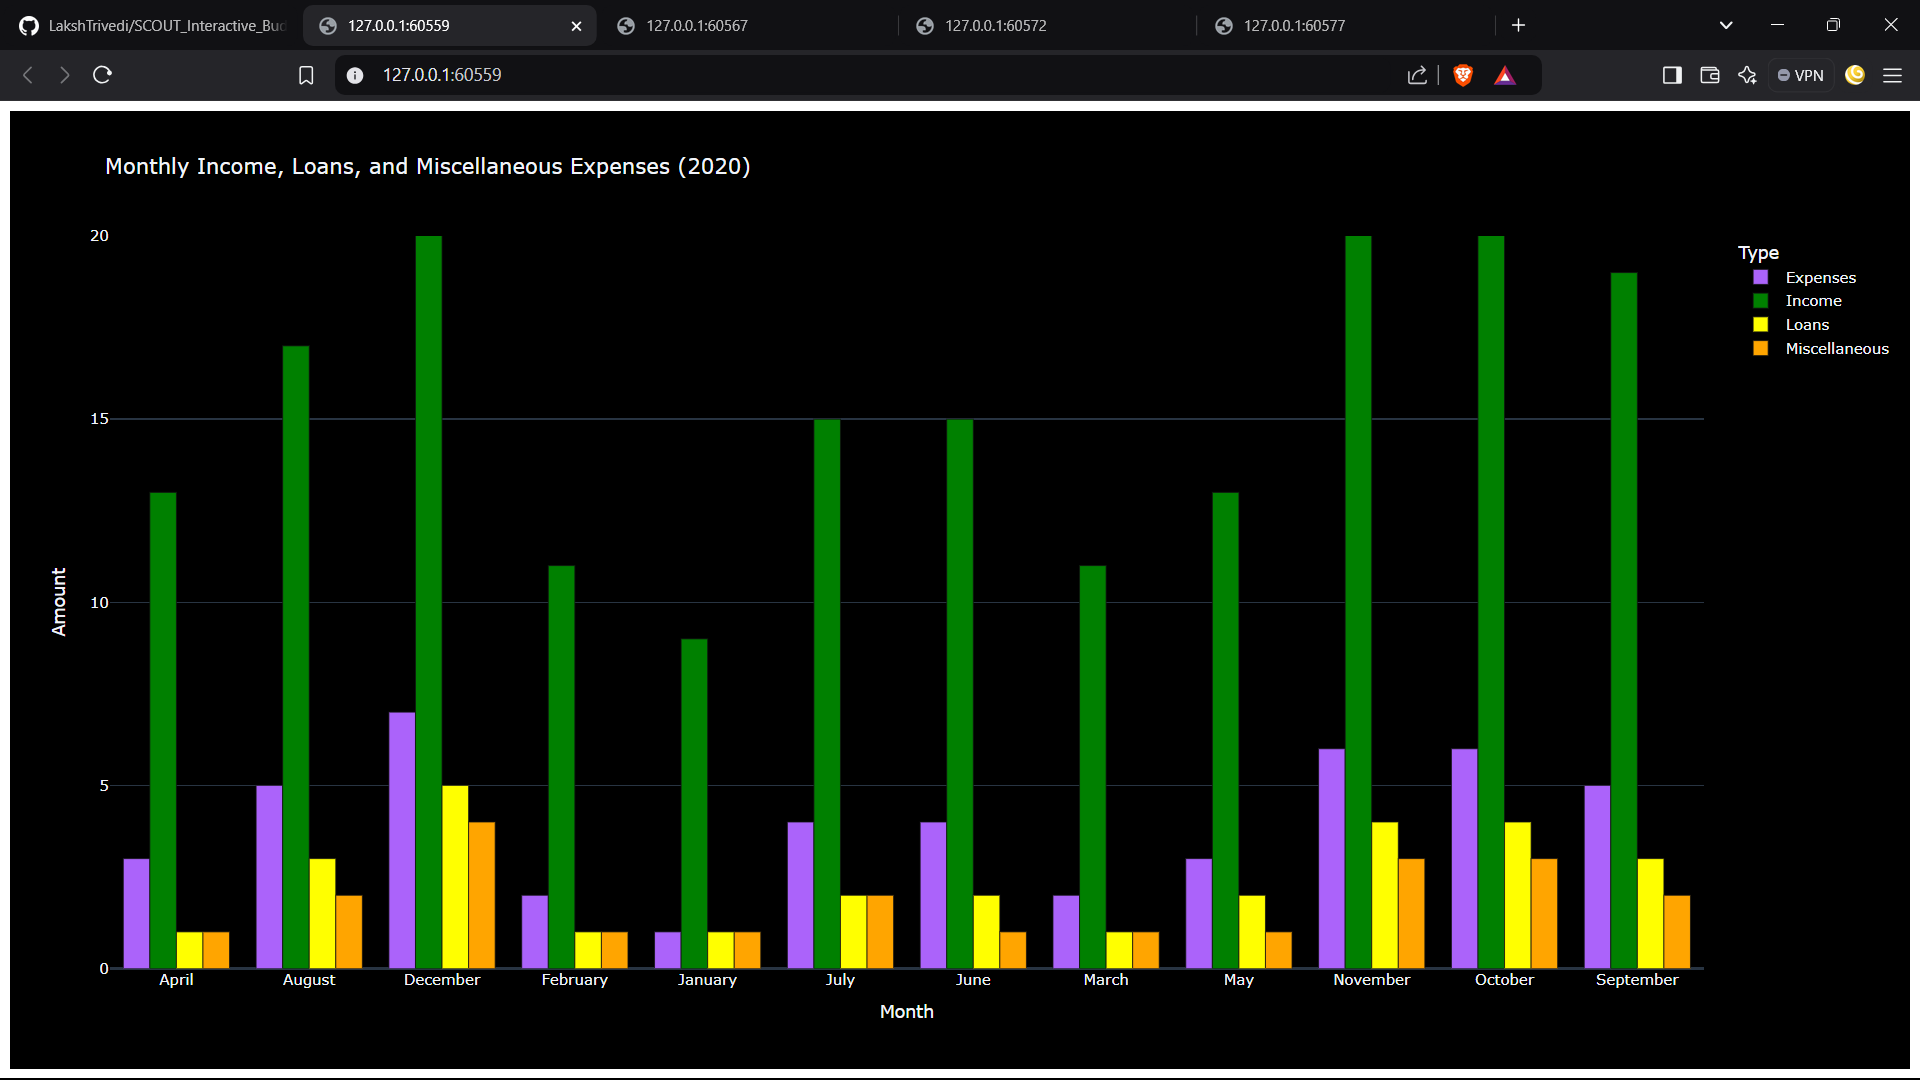 LakshTrivedi/SCOUT_Interactive_Bud
127.0.0.1:60559
127.0.0.1:60567
127.0.0.1:60572
127.0.0.1:60577
127.0.0.1:60559
VPN
Monthly Income, Loans, and Miscellaneous Expenses (2020)
Type
Expenses
Income
Loans
Miscellaneous
20
15
10
5
0
Amount
April August December February January July June March May November October September
Month